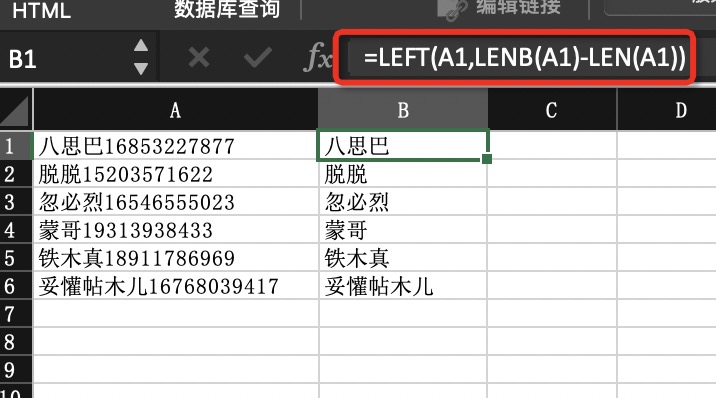 HTML
数据库查询
编辑链接
B1
fx
=LEFT(A1,LENB(A1)-LEN(A1))
A B C D
1 八思巴16853227877 八思巴
2 脱脱15203571622 脱脱
3 忽必烈16546555023 忽必烈
4 蒙哥19313938433 蒙哥
5 铁木真18911786969 铁木真
6 妥懽帖木儿16768039417 妥懽帖木儿
7
8
9
10